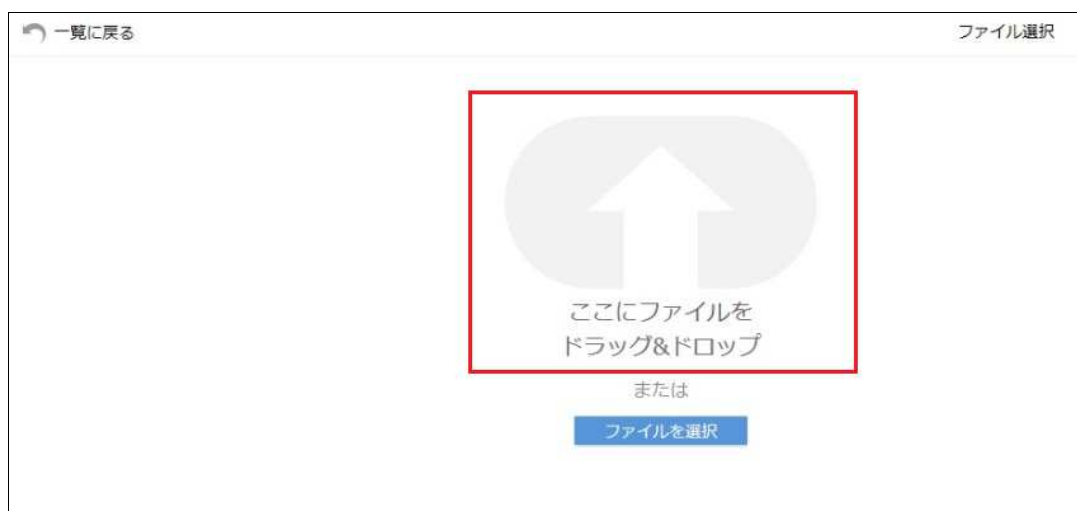 一覧に戻る
ファイル選択
ここにファイルを
ドラッグ&ドロップ
または
ファイルを選択